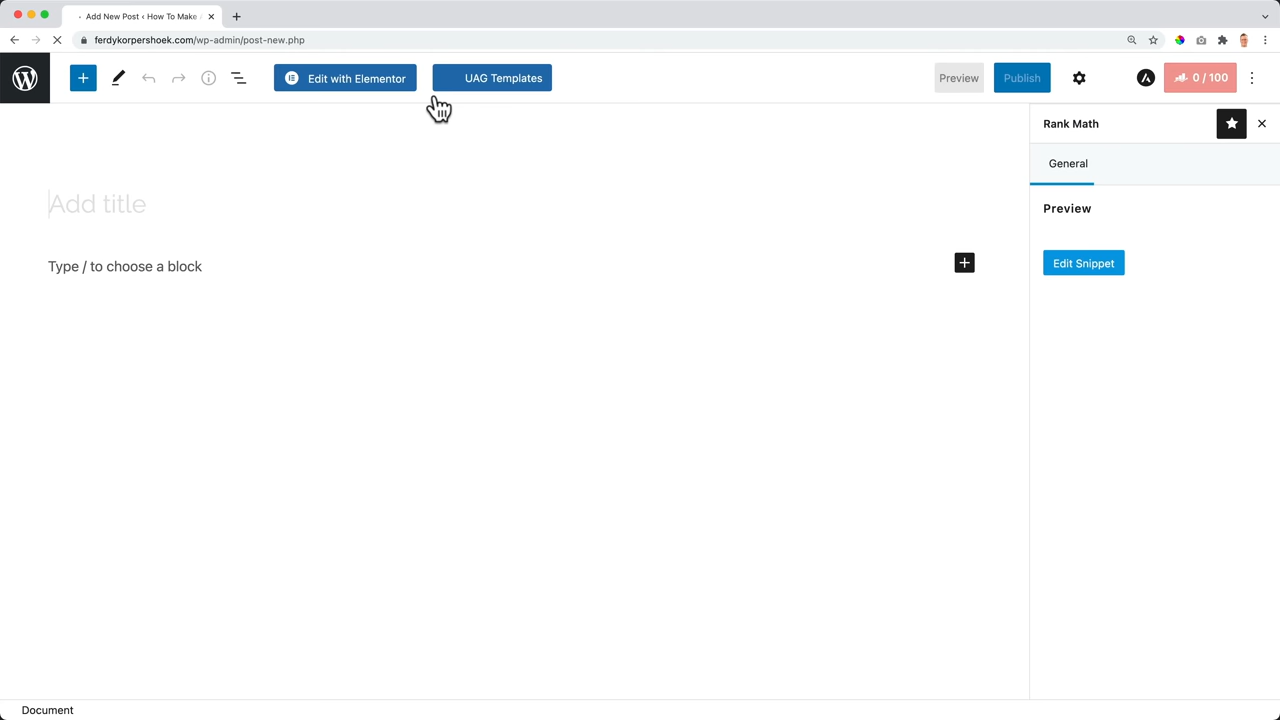 Add New Post ‹ How To Make
ferdykorpershoek.com/wp-admin/post-new.php
Edit with Elementor
UAG Templates
Preview
Publish
0 / 100
Rank Math
General
Add title
Preview
Type / to choose a block
Edit Snippet
Document